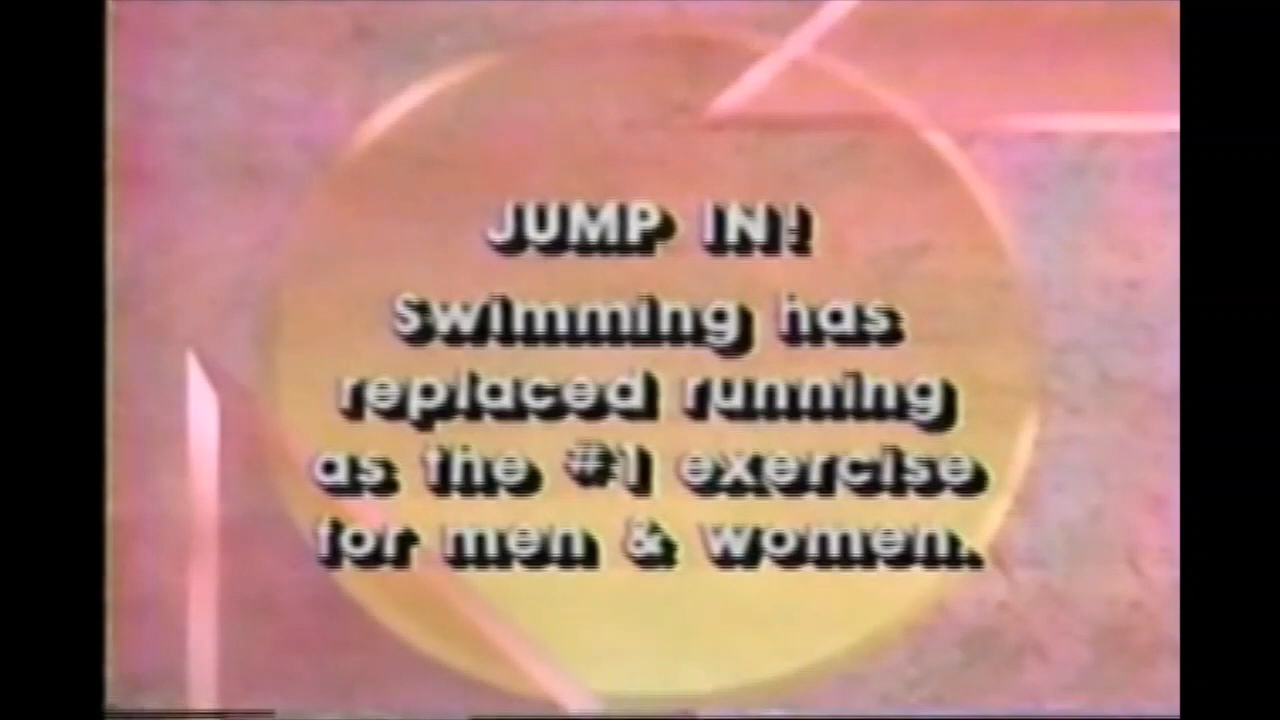 JUMP IN!
Swimming has
replaced running
as the #1 exercise
for men & women.